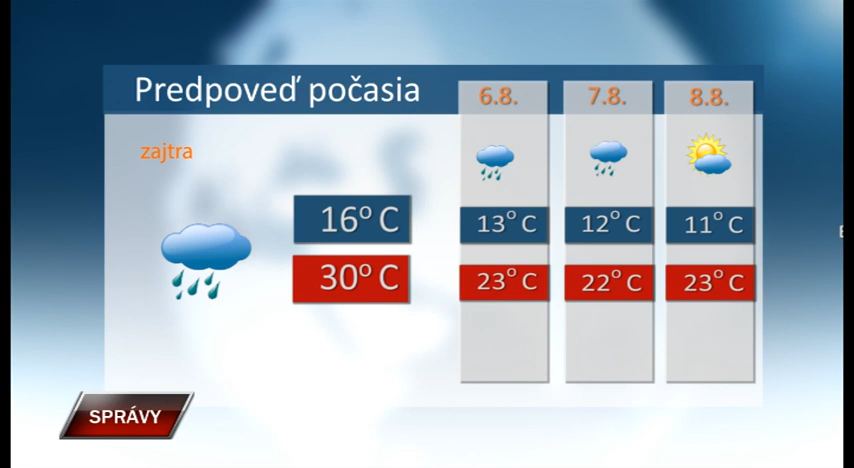 Predpoveď počasia
zajtra
16° C
30° C
6.8.
13° C
23° C
7.8.
12° C
22° C
8.8.
11° C
23° C
SPRÁVY